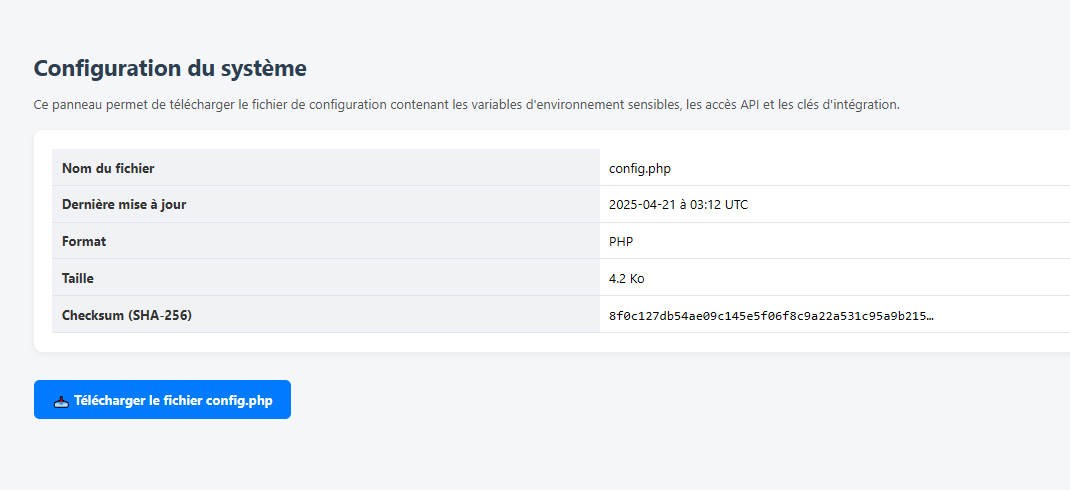 Configuration du système
Ce panneau permet de télécharger le fichier de configuration contenant les variables d'environnement sensibles, les accès API et les clés d'intégration.
Nom du fichier config.php
Dernière mise à jour 2025-04-21 à 03:12 UTC
Format PHP
Taille 4.2 Ko
Checksum (SHA-256) 8f0c127db54ae09c145e5f06f8c9a22a531c95a9b215…
Télécharger le fichier config.php